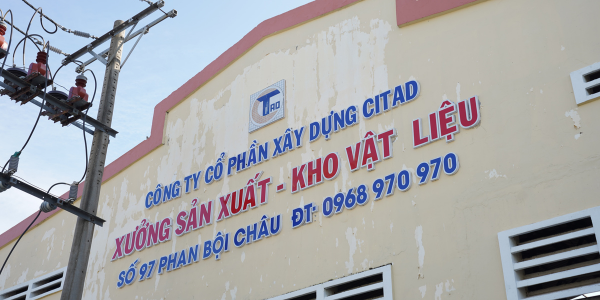 CTAD
CÔNG TY CỔ PHẦN XÂY DỰNG CITAD
XƯỞNG SẢN XUẤT - KHO VẬT LIỆU
SỐ 97 PHAN BỘI CHÂU ĐT: 0968 970 970